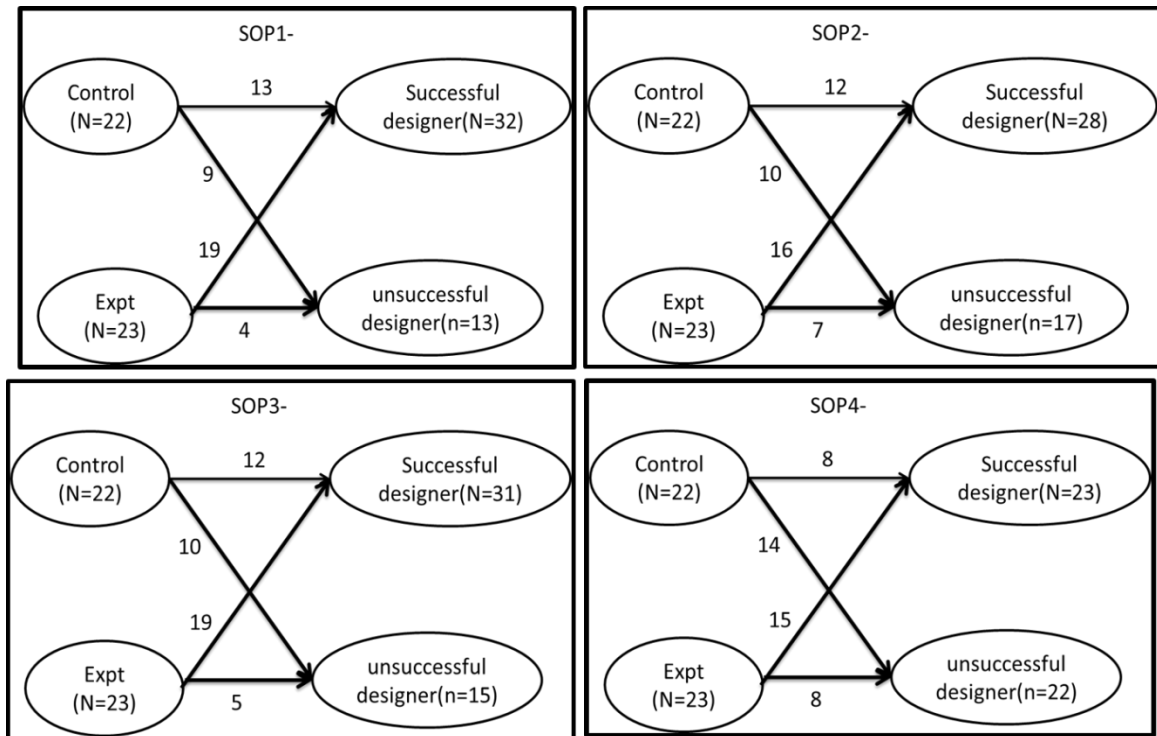 SOP1-
Control
(N=22)
13
Successful
designer(N=32)
9
19
Expt
(N=23)
4
unsuccessful
designer(n=13)
SOP2-
Control
(N=22)
12
Successful
designer(N=28)
10
16
Expt
(N=23)
7
unsuccessful
designer(n=17)
SOP3-
Control
(N=22)
12
Successful
designer(N=31)
10
19
Expt
(N=23)
5
unsuccessful
designer(n=15)
SOP4-
Control
(N=22)
8
Successful
designer(N=23)
14
15
Expt
(N=23)
8
unsuccessful
designer(n=22)